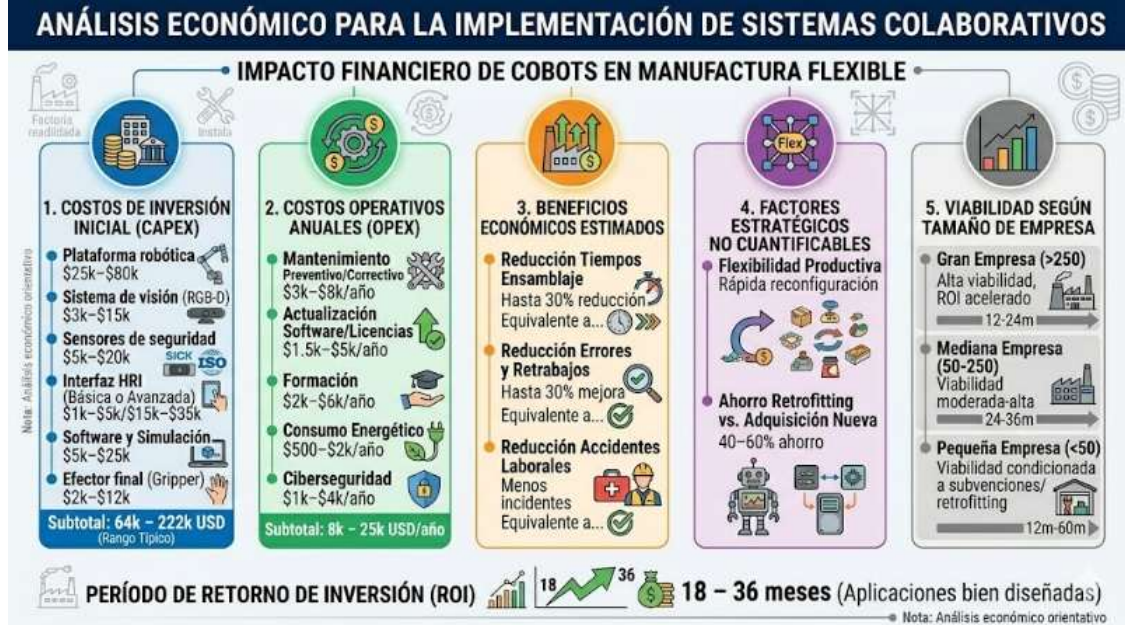 ANÁLISIS ECONÓMICO PARA LA IMPLEMENTACIÓN DE SISTEMAS COLABORATIVOS
IMPACTO FINANCIERO DE COBOTS EN MANUFACTURA FLEXIBLE
Factoria
readildada
Instala
Nota: Análisis económico orientativo
1. COSTOS DE INVERSIÓN
INICIAL (CAPEX)
Plataforma robótica
$25k–$80k
Sistema de visión (RGB-D)
$3k–$15k
Sensores de seguridad
$5k–$20k
SICK ISO
Interfaz HRI
(Básica o Avanzada)
$1k–$5k/$15k–$35k
Software y Simulación
$5k–$25k
Efector final (Gripper)
$2k–$12k
Subtotal: 64k – 222k USD
(Rango Típico)
2. COSTOS OPERATIVOS
ANUALES (OPEX)
Mantenimiento
Preventivo/Correctivo
$3k–$8k/año
Actualización
Software/Licencias
$1.5k–$5k/año
Formación
$2k–$6k/año
Consumo Energético
$500–$2k/año
Ciberseguridad
$1k–$4k/año
Subtotal: 8k – 25k USD/año
3. BENEFICIOS
ECONÓMICOS ESTIMADOS
Reducción Tiempos
Ensamblaje
Hasta 30% reducción
Equivalente a...
Reducción Errores
y Retrabajos
Hasta 30% mejora
Equivalente a...
Reducción Accidentes
Laborales
Menos
incidentes
Equivalente a...
Flex
4. FACTORES
ESTRATÉGICOS
NO CUANTIFICABLES
Flexibilidad Productiva
Rápida reconfiguración
Ahorro Retrofitting
vs. Adquisición Nueva
40–60% ahorro
5. VIABILIDAD SEGÚN
TAMAÑO DE EMPRESA
Gran Empresa (>250)
Alta viabilidad,
ROI acelerado
12-24m
Mediana Empresa
(50-250)
Viabilidad
moderada-alta
24-36m
Pequeña Empresa (<50)
Viabilidad condicionada
a subvenciones/
retrofitting
12m-60m
PERÍODO DE RETORNO DE INVERSIÓN (ROI) 18 36 18 – 36 meses (Aplicaciones bien diseñadas)
Nota: Análisis económico orientativo